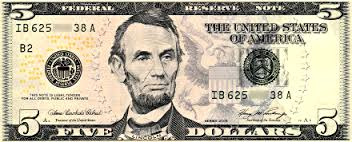 5 FEDERAL RESERVE NOTE 5
THE UNITED STATES OF AMERICA
IB 625 38 A
B2
THIS NOTE IS LEGAL TENDER
FOR ALL DEBTS, PUBLIC AND PRIVATE
IB 625 38 A
5 FIVE DOLLARS 5